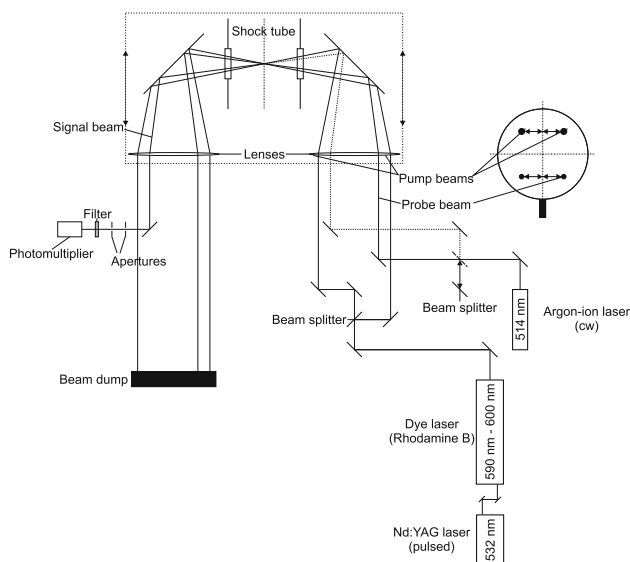 Shock tube
Signal beam
Lenses
Pump beams
Probe beam
Filter
Photomultiplier
Apertures
Beam splitter
Beam splitter
514 nm
Argon-ion laser
(cw)
Beam dump
Dye laser
(Rhodamine B)
590 nm - 600 nm
Nd:YAG laser
(pulsed)
532 nm